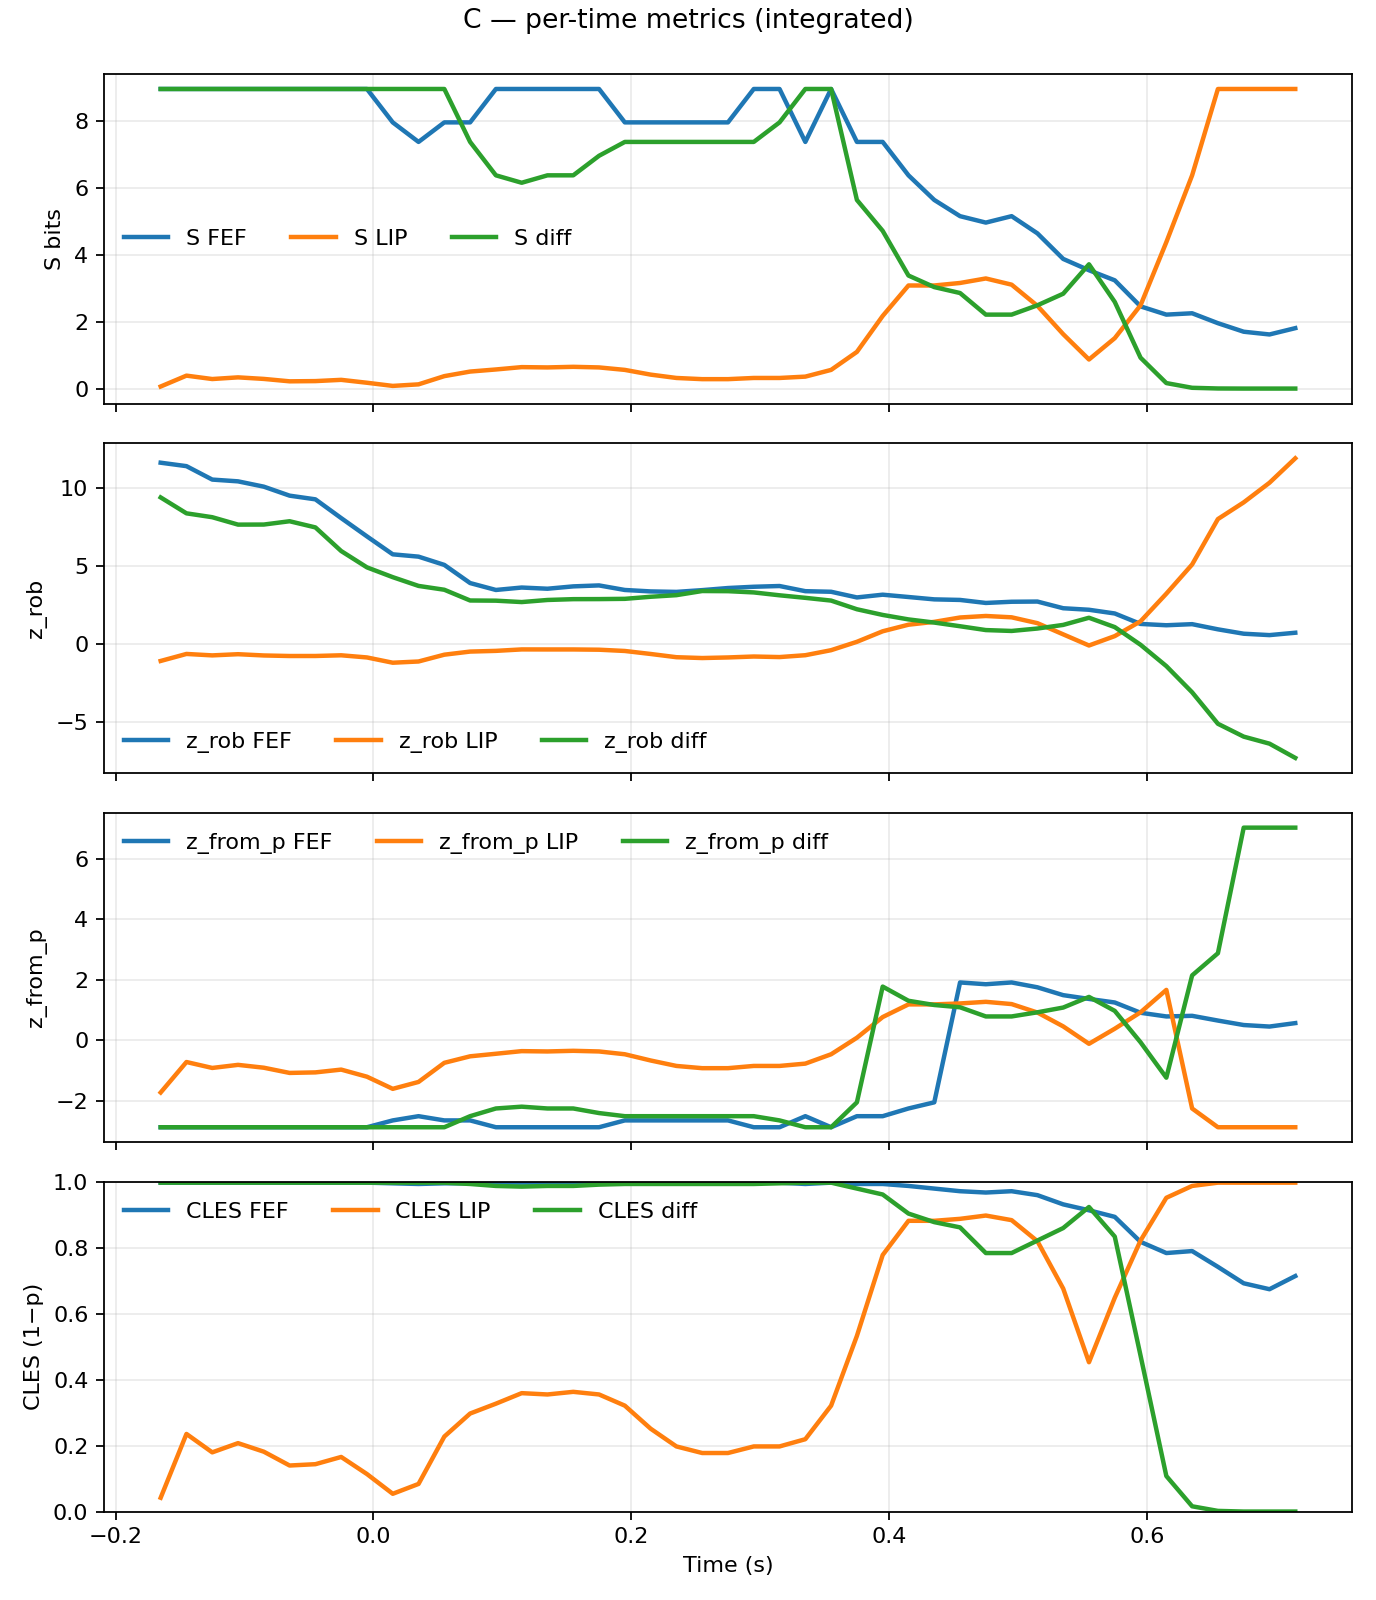 C — per-time metrics (integrated)
8
6
4
2
0
S bits
S FEF
S LIP
S diff
10
5
0
−5
z_rob
z_rob FEF
z_rob LIP
z_rob diff
6
4
2
0
−2
z_from_p
z_from_p FEF
z_from_p LIP
z_from_p diff
1.0
0.8
0.6
0.4
0.2
0.0
CLES (1−p)
CLES FEF
CLES LIP
CLES diff
−0.2
0.0
0.2
0.4
0.6
Time (s)